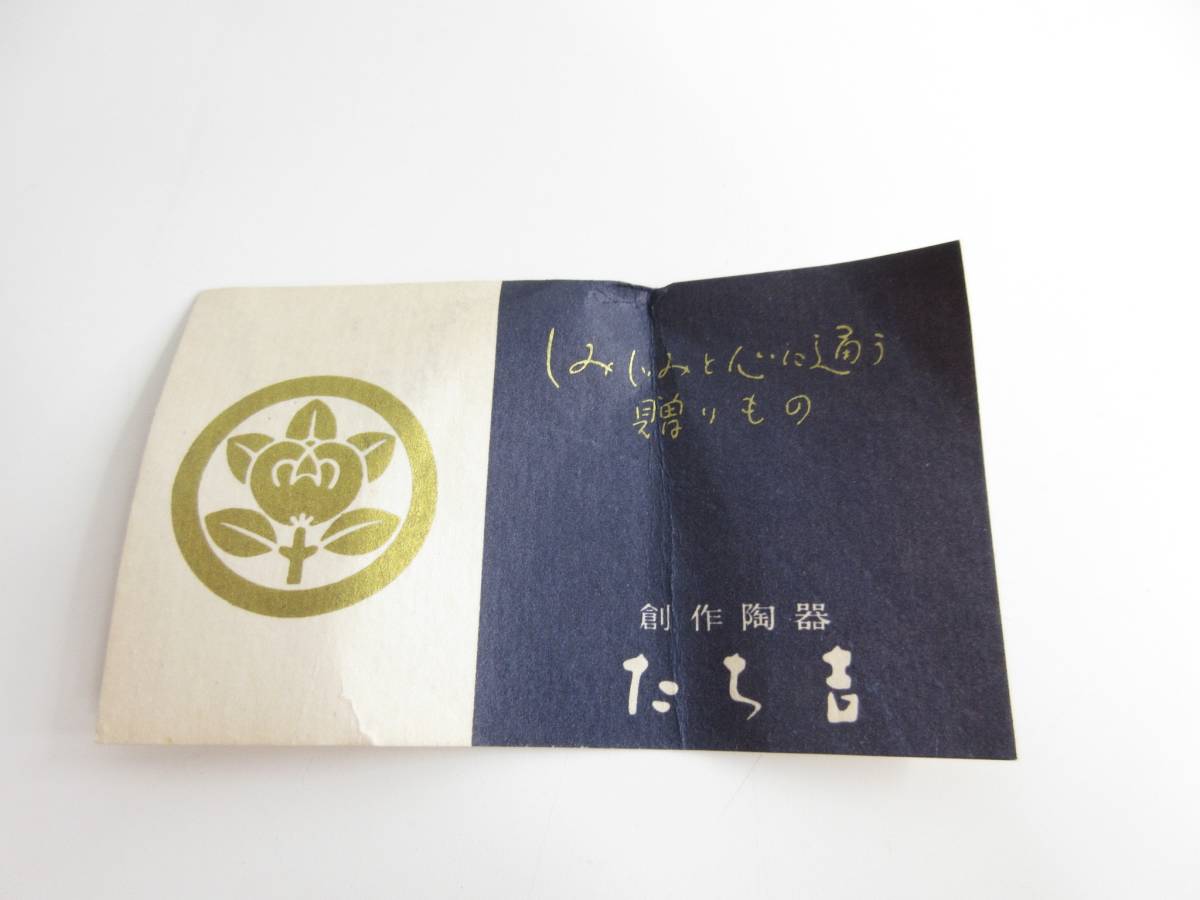 しみじみと心に通う
贈りもの
創作陶器
たち吉